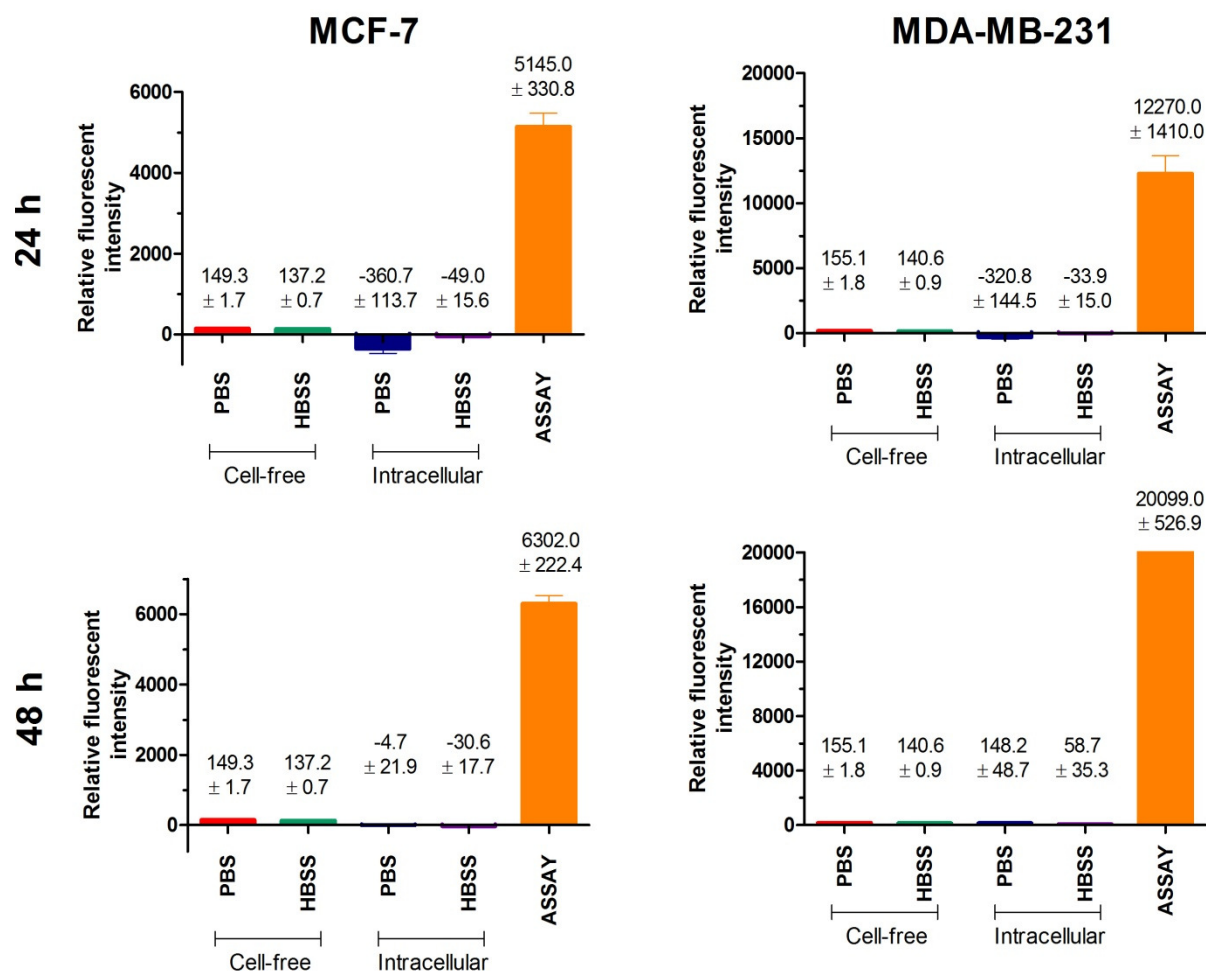 MCF-7
MDA-MB-231
24 h
Relative fluorescent
intensity
6000
4000
2000
0
149.3
± 1.7
137.2
± 0.7
-360.7
± 113.7
-49.0
± 15.6
5145.0
± 330.8
PBS
HBSS
PBS
HBSS
ASSAY
Cell-free
Intracellular
Relative fluorescent
intensity
20000
15000
10000
5000
0
155.1
± 1.8
140.6
± 0.9
-320.8
± 144.5
-33.9
± 15.0
12270.0
± 1410.0
PBS
HBSS
PBS
HBSS
ASSAY
Cell-free
Intracellular
48 h
Relative fluorescent
intensity
6000
4000
2000
0
149.3
± 1.7
137.2
± 0.7
-4.7
± 21.9
-30.6
± 17.7
6302.0
± 222.4
PBS
HBSS
PBS
HBSS
ASSAY
Cell-free
Intracellular
Relative fluorescent
intensity
20000
16000
12000
8000
4000
0
155.1
± 1.8
140.6
± 0.9
148.2
± 48.7
58.7
± 35.3
20099.0
± 526.9
PBS
HBSS
PBS
HBSS
ASSAY
Cell-free
Intracellular